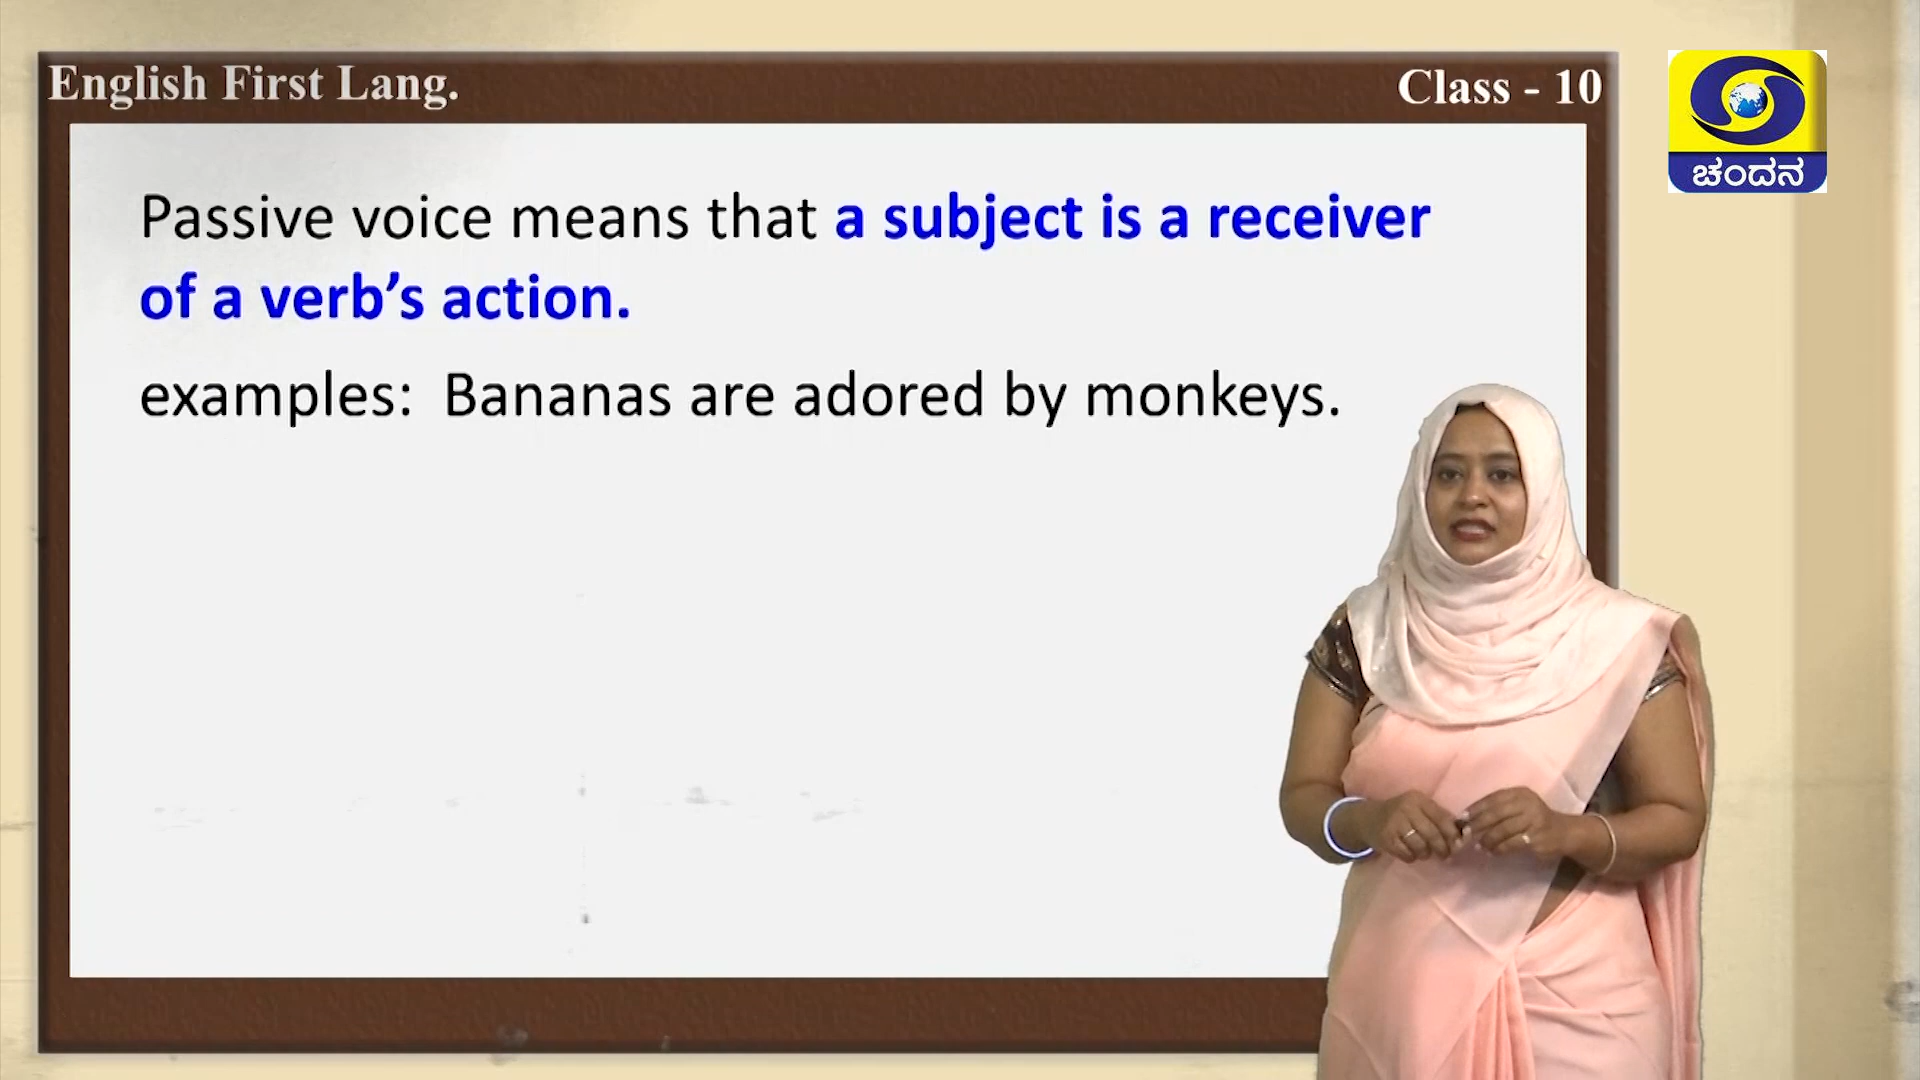 English First Lang.
Class - 10
ಚಂದನ
Passive voice means that a subject is a receiver
of a verb’s action.
examples: Bananas are adored by monkeys.